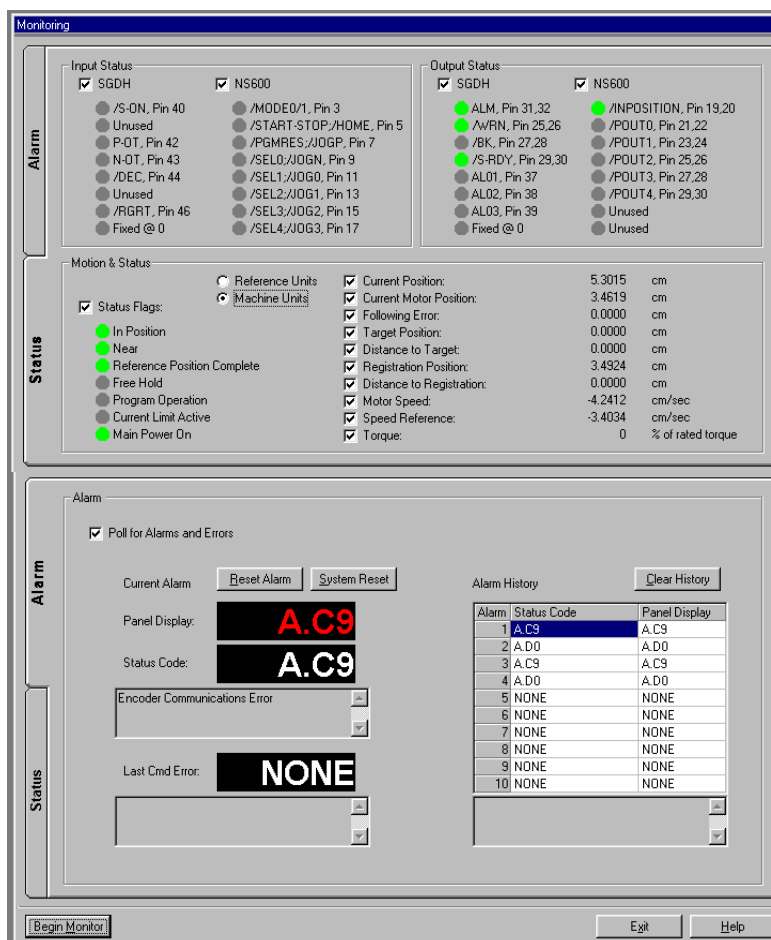 Monitoring
Alarm
Status
Input Status
SGDH
NS600
/S-ON, Pin 40
Unused
P-OT, Pin 42
N-OT, Pin 43
/DEC, Pin 44
Unused
/RGRT, Pin 46
Fixed @ 0
/MODE0/1, Pin 3
/START-STOP;/HOME, Pin 5
/PGMRES;/JOGP, Pin 7
/SEL0;/JOGN, Pin 9
/SEL1;/JOG0, Pin 11
/SEL2;/JOG1, Pin 13
/SEL3;/JOG2, Pin 15
/SEL4;/JOG3, Pin 17
Output Status
SGDH
NS600
ALM, Pin 31,32
/WRN, Pin 25,26
/BK, Pin 27,28
/S-RDY, Pin 29,30
AL01, Pin 37
AL02, Pin 38
AL03, Pin 39
Fixed @ 0
/INPOSITION, Pin 19,20
/POUT0, Pin 21,22
/POUT1, Pin 23,24
/POUT2, Pin 25,26
/POUT3, Pin 27,28
/POUT4, Pin 29,30
Unused
Unused
Motion & Status
Reference Units
Machine Units
Status Flags:
In Position
Near
Reference Position Complete
Free Hold
Program Operation
Current Limit Active
Main Power On
Current Position: 5.3015 cm
Current Motor Position: 3.4619 cm
Following Error: 0.0000 cm
Target Position: 0.0000 cm
Distance to Target: 0.0000 cm
Registration Position: 3.4924 cm
Distance to Registration: 0.0000 cm
Motor Speed: -4.2412 cm/sec
Speed Reference: -3.4034 cm/sec
Torque: 0 % of rated torque
Alarm
Status
Alarm
Poll for Alarms and Errors
Current Alarm
Reset Alarm
System Reset
Panel Display: A.C9
Status Code: A.C9
Encoder Communications Error
Last Cmd Error: NONE
Alarm History
Clear History
Alarm Status Code Panel Display
1 A.C9 A.C9
2 A.D0 A.D0
3 A.C9 A.C9
4 A.D0 A.D0
5 NONE NONE
6 NONE NONE
7 NONE NONE
8 NONE NONE
9 NONE NONE
10 NONE NONE
Begin Monitor
Exit
Help